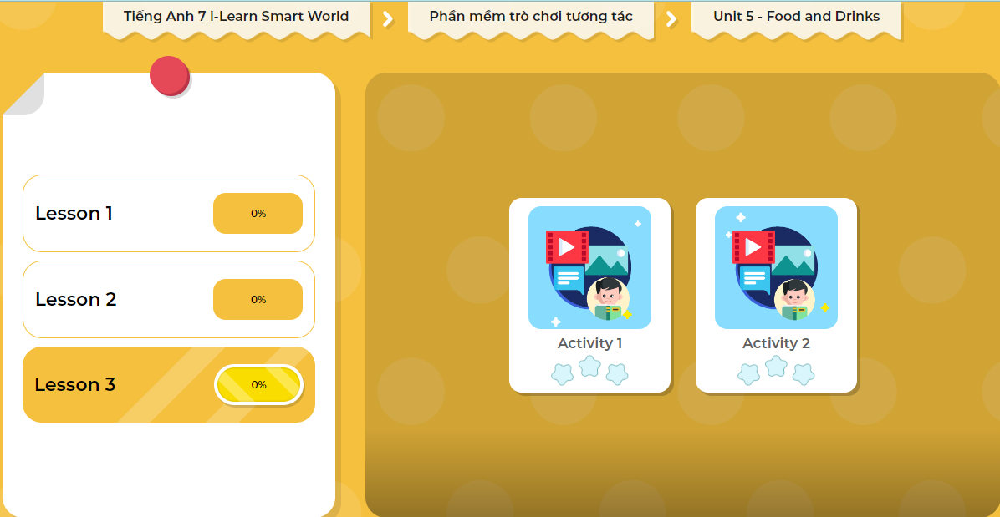 Tiếng Anh 7 i-Learn Smart World
Phần mềm trò chơi tương tác
Unit 5 - Food and Drinks
Lesson 1
0%
Lesson 2
0%
Lesson 3
0%
Activity 1
Activity 2